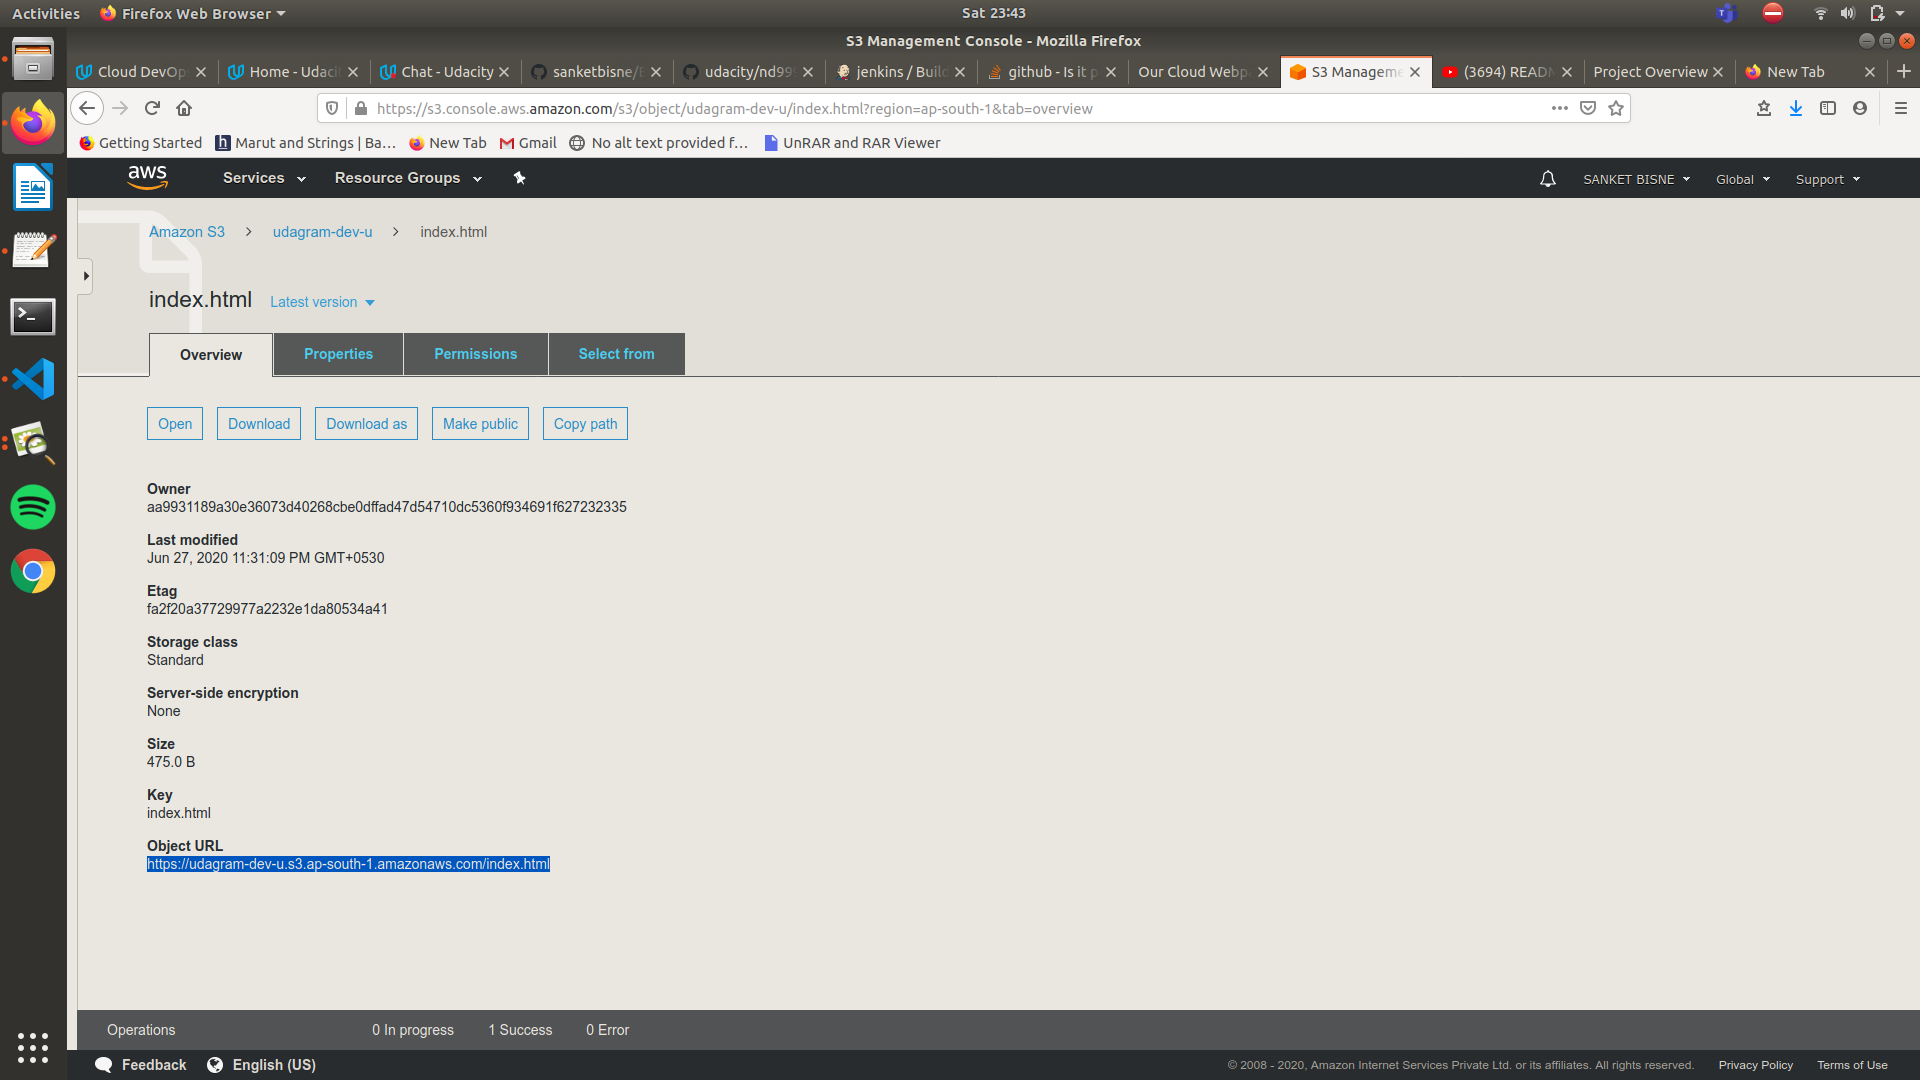 Activities Firefox Web Browser Sat 23:43
S3 Management Console - Mozilla Firefox
Cloud DevOp Home - Udaci Chat - Udacity sanketbisne/ udacity/nd99 jenkins / Buil github - Is it p Our Cloud Webp S3 Manageme (3694) READ Project Overview New Tab
https://s3.console.aws.amazon.com/s3/object/udagram-dev-u/index.html?region=ap-south-1&tab=overview
Getting Started Marut and Strings | Ba... New Tab Gmail No alt text provided f... UnRAR and RAR Viewer
aws Services Resource Groups SANKET BISNE Global Support
Amazon S3 > udagram-dev-u > index.html
index.html Latest version
Overview Properties Permissions Select from
Open Download Download as Make public Copy path
Owner
aa9931189a30e36073d40268cbe0dffad47d54710dc5360f934691f627232335
Last modified
Jun 27, 2020 11:31:09 PM GMT+0530
Etag
fa2f20a37729977a2232e1da80534a41
Storage class
Standard
Server-side encryption
None
Size
475.0 B
Key
index.html
Object URL
https://udagram-dev-u.s3.ap-south-1.amazonaws.com/index.html
Operations 0 In progress 1 Success 0 Error
Feedback English (US) © 2008 - 2020, Amazon Internet Services Private Ltd. or its affiliates. All rights reserved. Privacy Policy Terms of Use